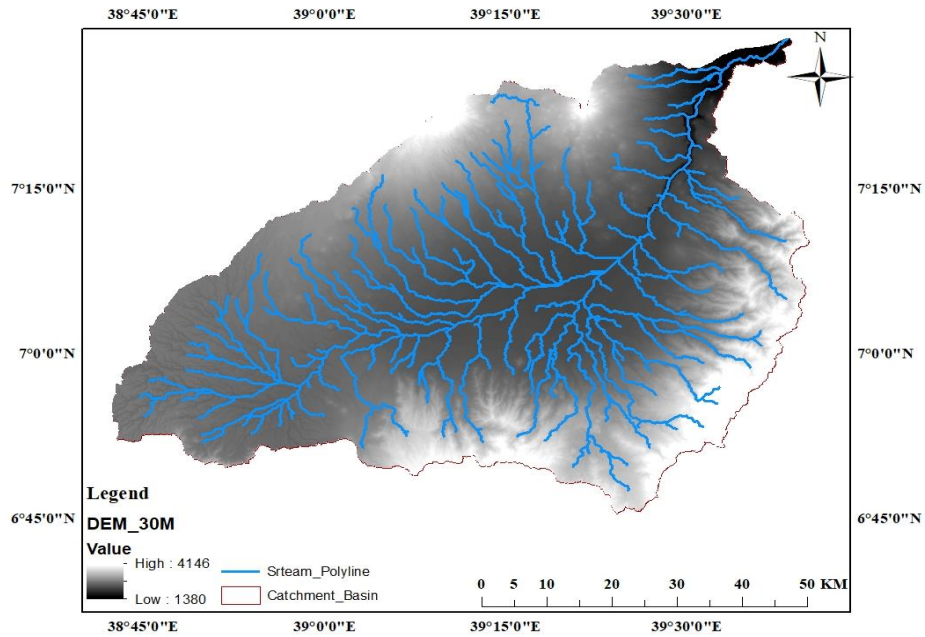 38°45'0"E 39°0'0"E 39°15'0"E 39°30'0"E
N
7°15'0"N 7°15'0"N
7°0'0"N 7°0'0"N
6°45'0"N 6°45'0"N
Legend
DEM_30M
Value
High : 4146
Low : 1380
Srteam_Polyline
Catchment_Basin
0 5 10 20 30 40 50 KM
38°45'0"E 39°0'0"E 39°15'0"E 39°30'0"E